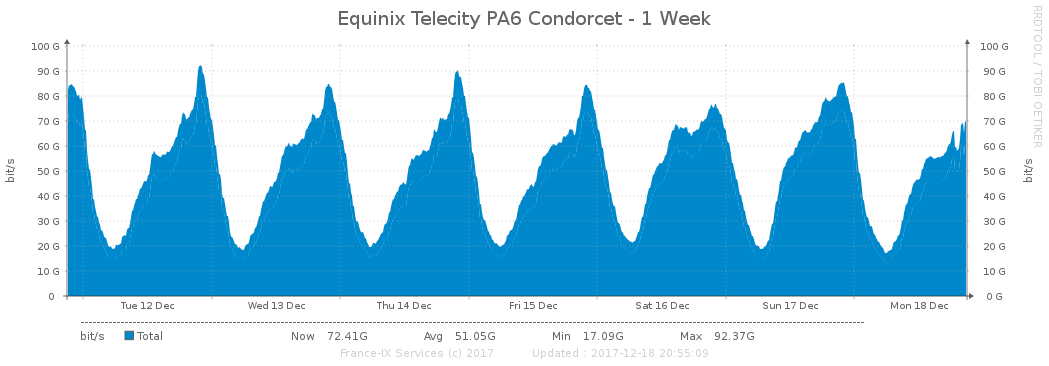 Equinix Telecity PA6 Condorcet - 1 Week
RRDTOOL / TOBI OETIKER
bit/s
bit/s
100 G 100 G
90 G 90 G
80 G 80 G
70 G 70 G
60 G 60 G
50 G 50 G
40 G 40 G
30 G 30 G
20 G 20 G
10 G 10 G
0 0 G
Tue 12 Dec Wed 13 Dec Thu 14 Dec Fri 15 Dec Sat 16 Dec Sun 17 Dec Mon 18 Dec
bit/s Total Now 72.41G Avg 51.05G Min 17.09G Max 92.37G
France-IX Services (c) 2017 Updated : 2017-12-18 20:55:09